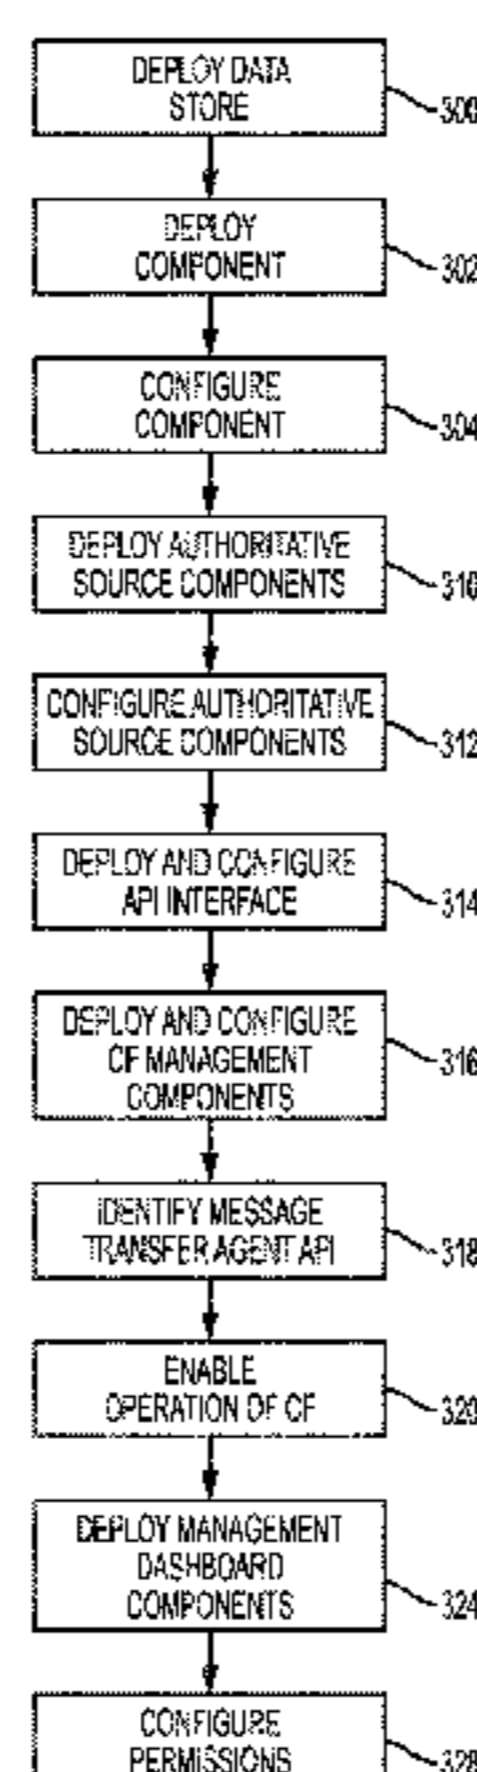 DEPLOY DATA
STORE
300
DEPLOY
COMPONENT
302
CONFIGURE
COMPONENT
304
DEPLOY AUTHORITATIVE
SOURCE COMPONENTS
310
CONFIGURE AUTHORITATIVE
SOURCE COMPONENTS
312
DEPLOY AND CONFIGURE
API INTERFACE
314
DEPLOY AND CONFIGURE
CF MANAGEMENT
COMPONENTS
316
IDENTIFY MESSAGE
TRANSFER AGENT API
318
ENABLE
OPERATION OF CF
320
DEPLOY MANAGEMENT
DASHBOARD
COMPONENTS
324
CONFIGURE
PERMISSIONS
328